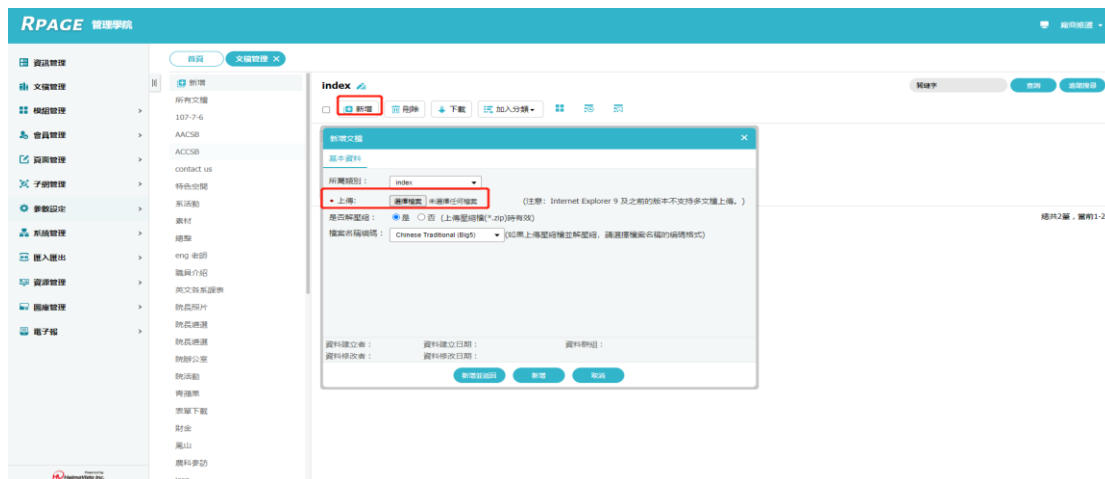 RPAGE 管理學院
資訊管理
文檔管理
模組管理
會員管理
頁面管理
子網管理
參數設定
系統管理
匯入匯出
資源管理
圖庫管理
電子報
Powered by
HaimaVista Inc.
首頁
文檔管理 X
新增
所有文檔
107-7-6
AACSB
ACCSB
contact us
特色空間
系活動
素材
總擊
eng 老師
職員介紹
英文各系課表
院長照片
院長遴選
院長遴選
院辦公室
院活動
青蘋果
表單下載
財金
鳳山
農科參訪
index
關鍵字
查詢
進階搜尋
新增
刪除
下載
加入分類
新增文檔
基本資料
所屬類別：
index
上傳：
選擇檔案 未選擇任何檔案
(注意： Internet Explorer 9 及之前的版本不支持多文檔上傳。)
是否解壓縮：
是 否 (上傳壓縮檔(*.zip)時有效)
檔案名稱編碼：
Chinese Traditional (Big5)
(如果上傳壓縮檔並解壓縮，請選擇檔案名稱的編碼格式)
資料建立者： 資料建立日期： 資料群組：
資料修改者： 資料修改日期：
新增並返回 新增 取消
總共2筆，當前1-2